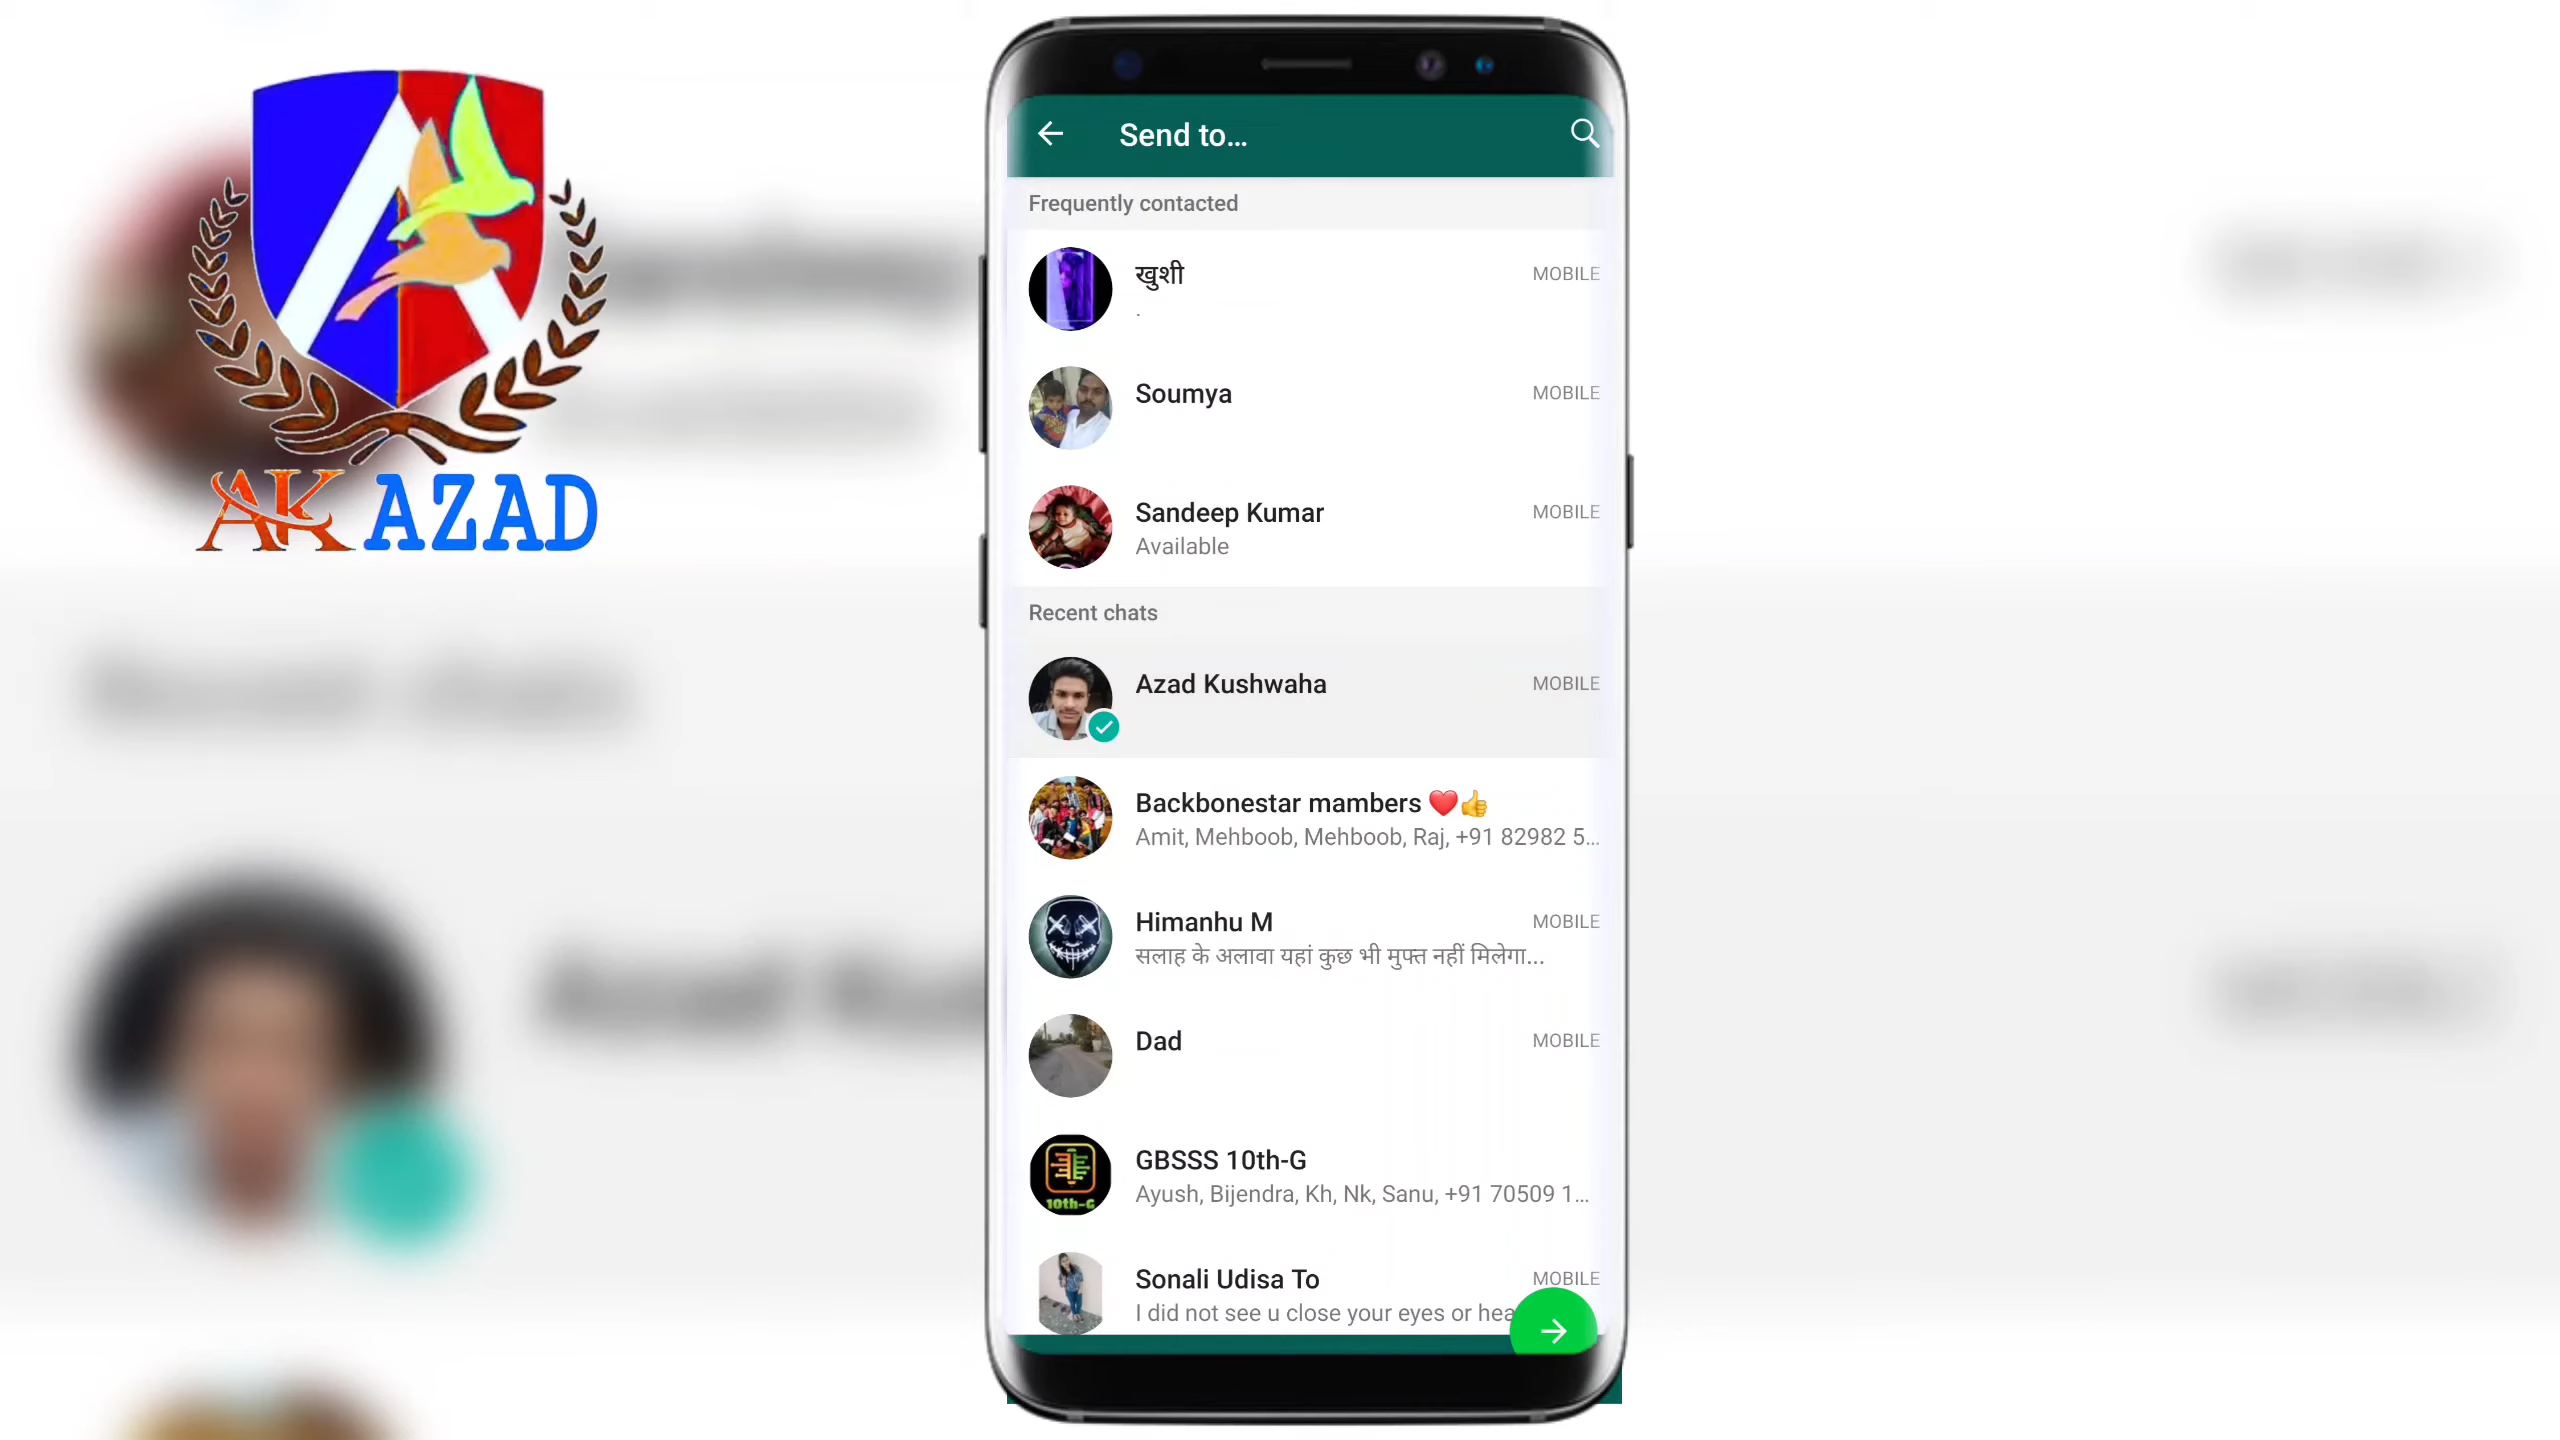 AK AZAD
Send to...
Frequently contacted
खुशी
MOBILE
.
Soumya
MOBILE
Sandeep Kumar
MOBILE
Available
Recent chats
Azad Kushwaha
MOBILE
Backbonestar mambers ❤️👍
Amit, Mehboob, Mehboob, Raj, +91 82982 5...
Himanhu M
MOBILE
सलाह के अलावा यहां कुछ भी मुफ्त नहीं मिलेगा...
Dad
MOBILE
GBSSS 10th-G
Ayush, Bijendra, Kh, Nk, Sanu, +91 70509 1...
10th-G
Sonali Udisa To
MOBILE
I did not see u close your eyes or hea